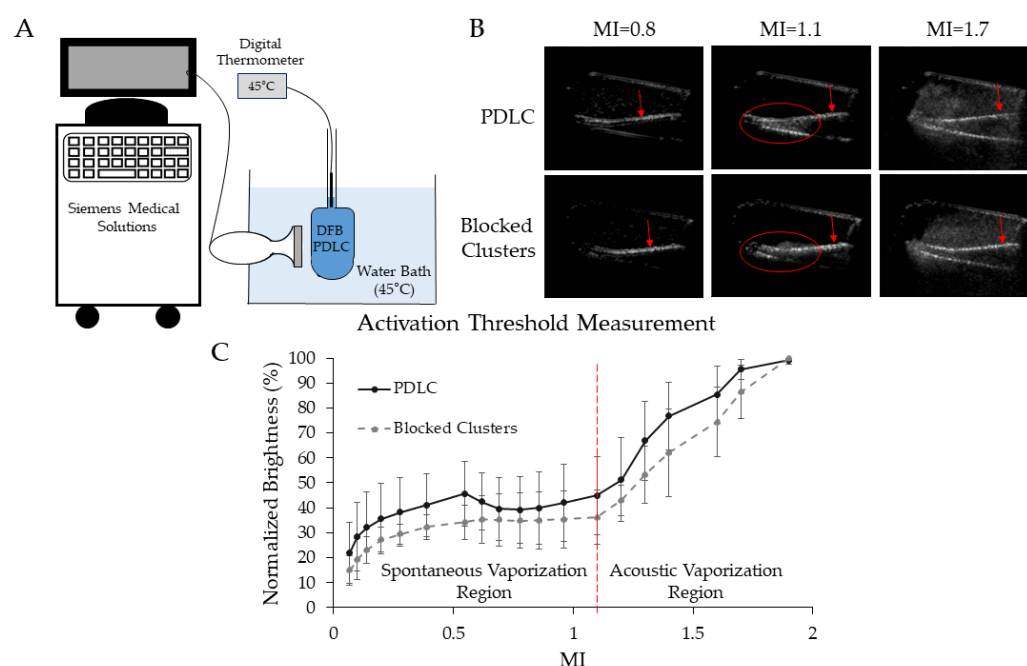 A
Digital
Thermometer
45°C
Siemens Medical
Solutions
DFB
PDLC
Water Bath
(45°C)
B
MI=0.8 MI=1.1 MI=1.7
PDLC
Blocked
Clusters
Activation Threshold Measurement
C
Normalized Brightness (%)
100
90
80
70
60
50
40
30
20
10
0
PDLC
Blocked Clusters
Spontaneous Vaporization
Region
Acoustic Vaporization
Region
0 0.5 1 1.5 2
MI